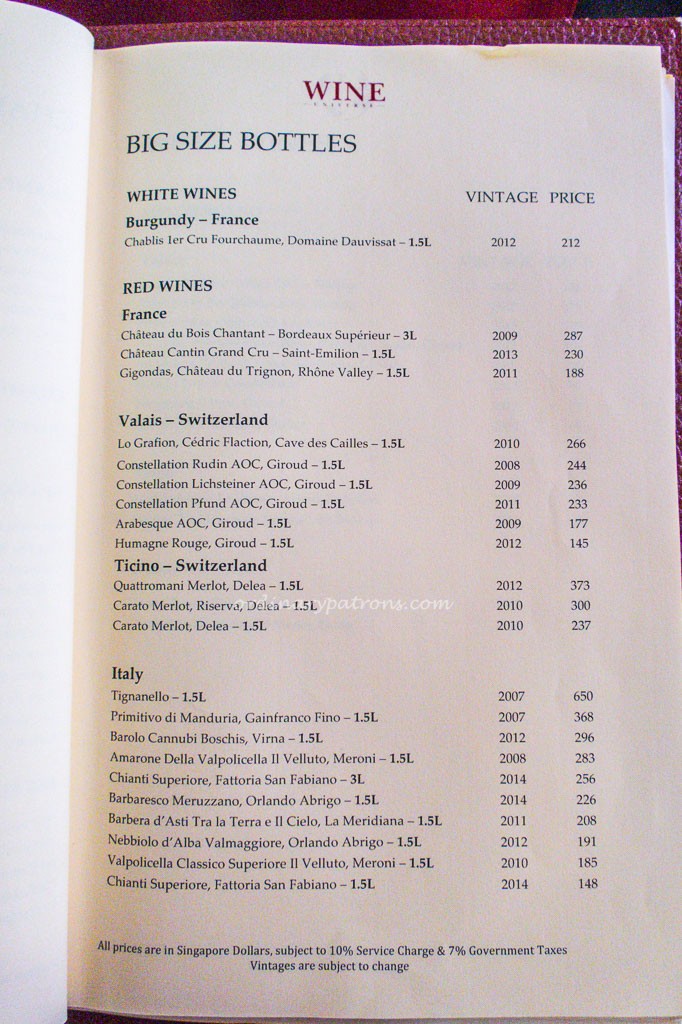 WINE
UNIVERSE
BIG SIZE BOTTLES
WHITE WINES VINTAGE PRICE
Burgundy – France
Chablis 1er Cru Fourchaume, Domaine Dauvissat – 1.5L 2012 212
RED WINES
France
Château du Bois Chantant – Bordeaux Supérieur – 3L 2009 287
Château Cantin Grand Cru – Saint-Emilion – 1.5L 2013 230
Gigondas, Château du Trignon, Rhône Valley – 1.5L 2011 188
Valais – Switzerland
Lo Grafion, Cédric Flaction, Cave des Cailles – 1.5L 2010 266
Constellation Rudin AOC, Giroud – 1.5L 2008 244
Constellation Lichsteiner AOC, Giroud – 1.5L 2009 236
Constellation Pfund AOC, Giroud – 1.5L 2011 233
Arabesque AOC, Giroud – 1.5L 2009 177
Humagne Rouge, Giroud – 1.5L 2012 145
Ticino – Switzerland
Quattromani Merlot, Delea – 1.5L 2012 373
Carato Merlot, Riserva, Delea – 1.5L 2010 300
ordinarypatrons.com
Carato Merlot, Delea – 1.5L 2010 237
Italy
Tignanello – 1.5L 2007 650
Primitivo di Manduria, Gainfranco Fino – 1.5L 2007 368
Barolo Cannubi Boschis, Virna – 1.5L 2012 296
Amarone Della Valpolicella Il Velluto, Meroni – 1.5L 2008 283
Chianti Superiore, Fattoria San Fabiano – 3L 2014 256
Barbaresco Meruzzano, Orlando Abrigo – 1.5L 2014 226
Barbera d'Asti Tra la Terra e Il Cielo, La Meridiana – 1.5L 2011 208
Nebbiolo d'Alba Valmaggiore, Orlando Abrigo – 1.5L 2012 191
Valpolicella Classico Superiore Il Velluto, Meroni – 1.5L 2010 185
Chianti Superiore, Fattoria San Fabiano – 1.5L 2014 148
All prices are in Singapore Dollars, subject to 10% Service Charge & 7% Government Taxes
Vintages are subject to change